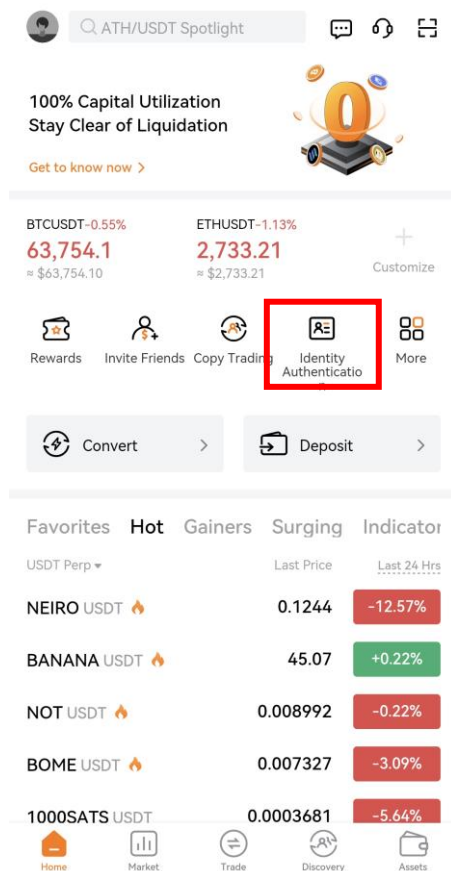 ATH/USDT Spotlight
100% Capital Utilization
Stay Clear of Liquidation
Get to know now >
0
BTCUSDT-0.55%
63,754.1
≈ $63,754.10
ETHUSDT-1.13%
2,733.21
≈ $2,733.21
+
Customize
Rewards
Invite Friends
Copy Trading
Identity
Authenticatio
More
Convert >
Deposit >
Favorites Hot Gainers Surging Indicator
USDT Perp Last Price Last 24 Hrs
NEIRO USDT 0.1244 -12.57%
BANANA USDT 45.07 +0.22%
NOT USDT 0.008992 -0.22%
BOME USDT 0.007327 -3.09%
1000SATS USDT 0.0003681 -5.64%
Home Market Trade Discovery Assets